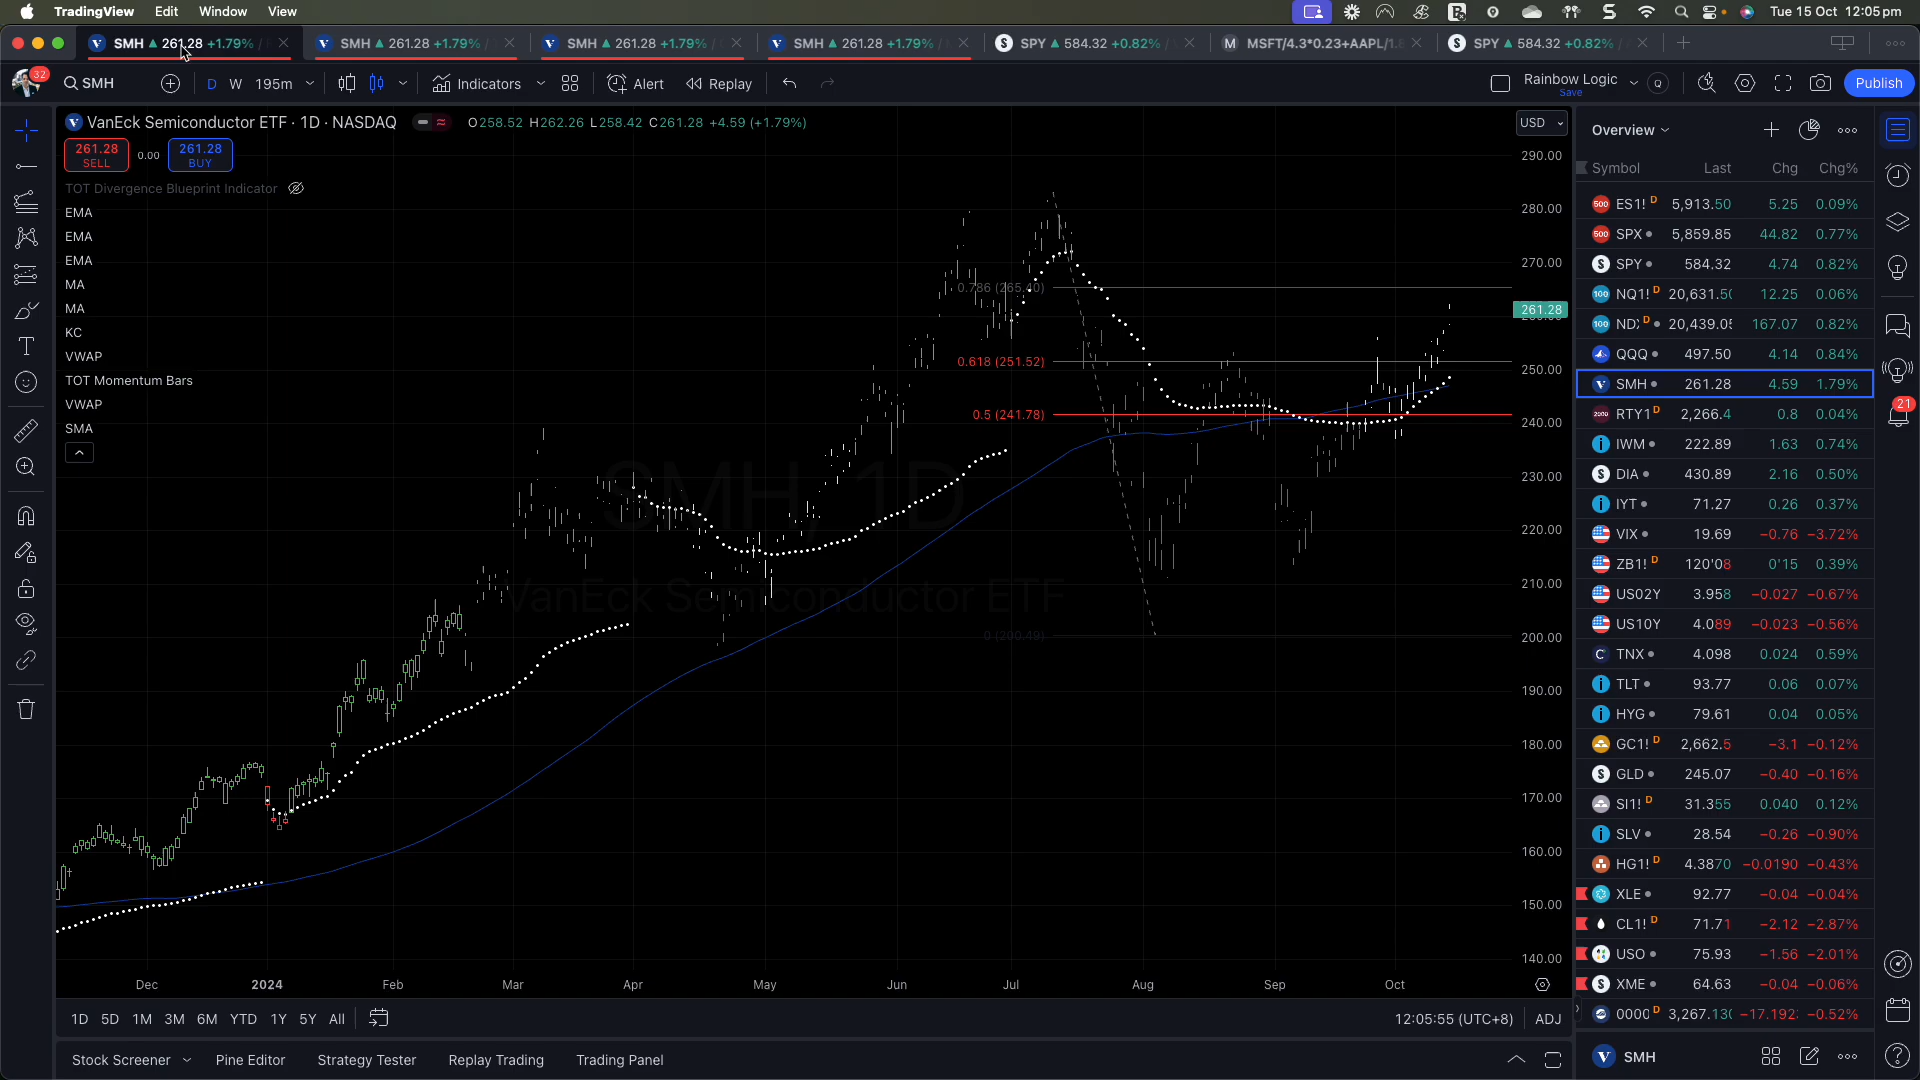 TradingView Edit Window View
Tue 15 Oct 12:05 pm
SMH 261.28 +1.79% /
SMH 261.28 +1.79% /
SMH 261.28 +1.79% /
SMH 261.28 +1.79% /
SPY 584.32 +0.82% /
M MSFT/4.3*0.23+AAPL/1.8
SPY 584.32 +0.82% /
32
SMH
D W 195m
Indicators
Alert
Replay
Rainbow Logic
Save
Q
Publish
VanEck Semiconductor ETF · 1D · NASDAQ
O258.52 H262.26 L258.42 C261.28 +4.59 (+1.79%)
USD
261.28
SELL
0.00
261.28
BUY
TOT Divergence Blueprint Indicator
EMA
EMA
EMA
MA
MA
KC
VWAP
TOT Momentum Bars
VWAP
SMA
SMH, 1D
VanEck Semiconductor ETF
0.786 (265.40)
0.618 (251.52)
0.5 (241.78)
0 (200.49)
290.00
280.00
270.00
261.28
260.00
250.00
240.00
230.00
220.00
210.00
200.00
190.00
180.00
170.00
160.00
150.00
140.00
Dec 2024 Feb Mar Apr May Jun Jul Aug Sep Oct
1D 5D 1M 3M 6M YTD 1Y 5Y All
12:05:55 (UTC+8)
ADJ
Stock Screener
Pine Editor
Strategy Tester
Replay Trading
Trading Panel
Overview
Symbol Last Chg Chg%
ES1! D 5,913.50 5.25 0.09%
SPX 5,859.85 44.82 0.77%
SPY 584.32 4.74 0.82%
NQ1! D 20,631.50 12.25 0.06%
NDX D 20,439.05 167.07 0.82%
QQQ 497.50 4.14 0.84%
SMH 261.28 4.59 1.79%
RTY1 D 2,266.4 0.8 0.04%
IWM 222.89 1.63 0.74%
DIA 430.89 2.16 0.50%
IYT 71.27 0.26 0.37%
VIX 19.69 −0.76 −3.72%
ZB1! D 120'08 0'15 0.39%
US02Y 3.958 −0.027 −0.67%
US10Y 4.089 −0.023 −0.56%
TNX 4.098 0.024 0.59%
TLT 93.77 0.06 0.07%
HYG 79.61 0.04 0.05%
GC1! D 2,662.5 −3.1 −0.12%
GLD 245.07 −0.40 −0.16%
SI1! D 31.355 0.040 0.12%
SLV 28.54 −0.26 −0.90%
HG1! D 4.3870 −0.0190 −0.43%
XLE 92.77 −0.04 −0.04%
CL1! D 71.71 −2.12 −2.87%
USO 75.93 −1.56 −2.01%
XME 64.63 −0.04 −0.06%
0000 D 3,267.130 −17.192 −0.52%
SMH
21